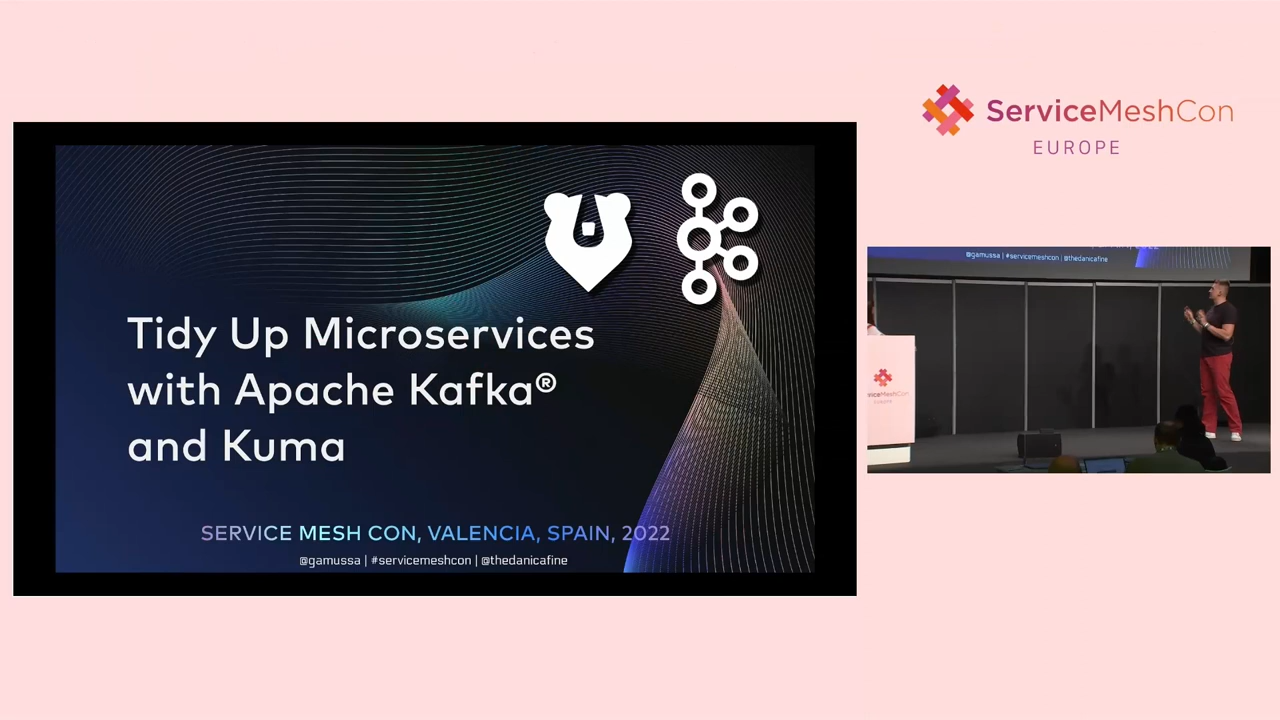 ServiceMeshCon
EUROPE
Tidy Up Microservices
with Apache Kafka®
and Kuma
SERVICE MESH CON, VALENCIA, SPAIN, 2022
@gamussa | #servicemeshcon | @thedanicafine
@gamussa | #servicemeshcon | @thedanicafine